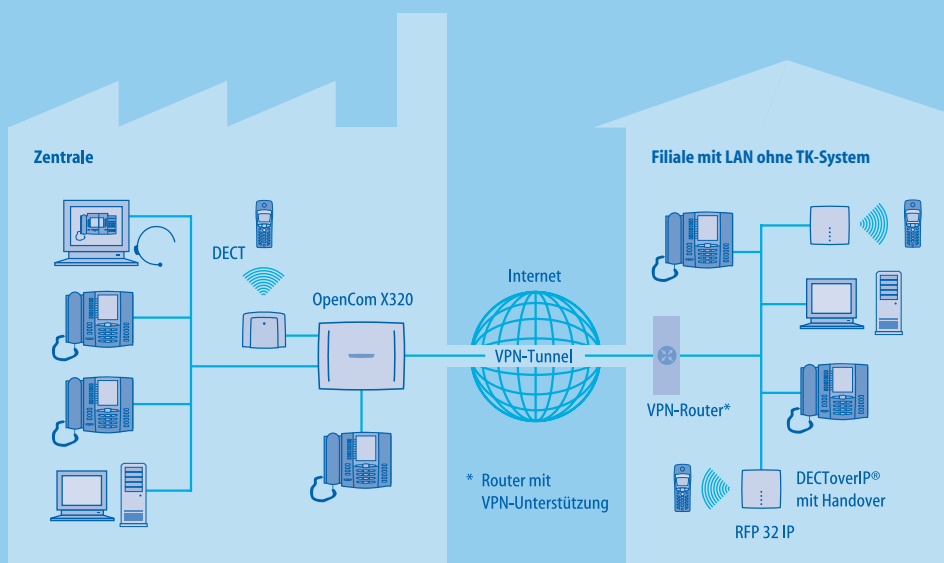 Zentrale
Filiale mit LAN ohne TK-System
DECT
OpenCom X320
Internet
VPN-Tunnel
VPN-Router*
* Router mit
VPN-Unterstützung
DECToverIP®
mit Handover
RFP 32 IP